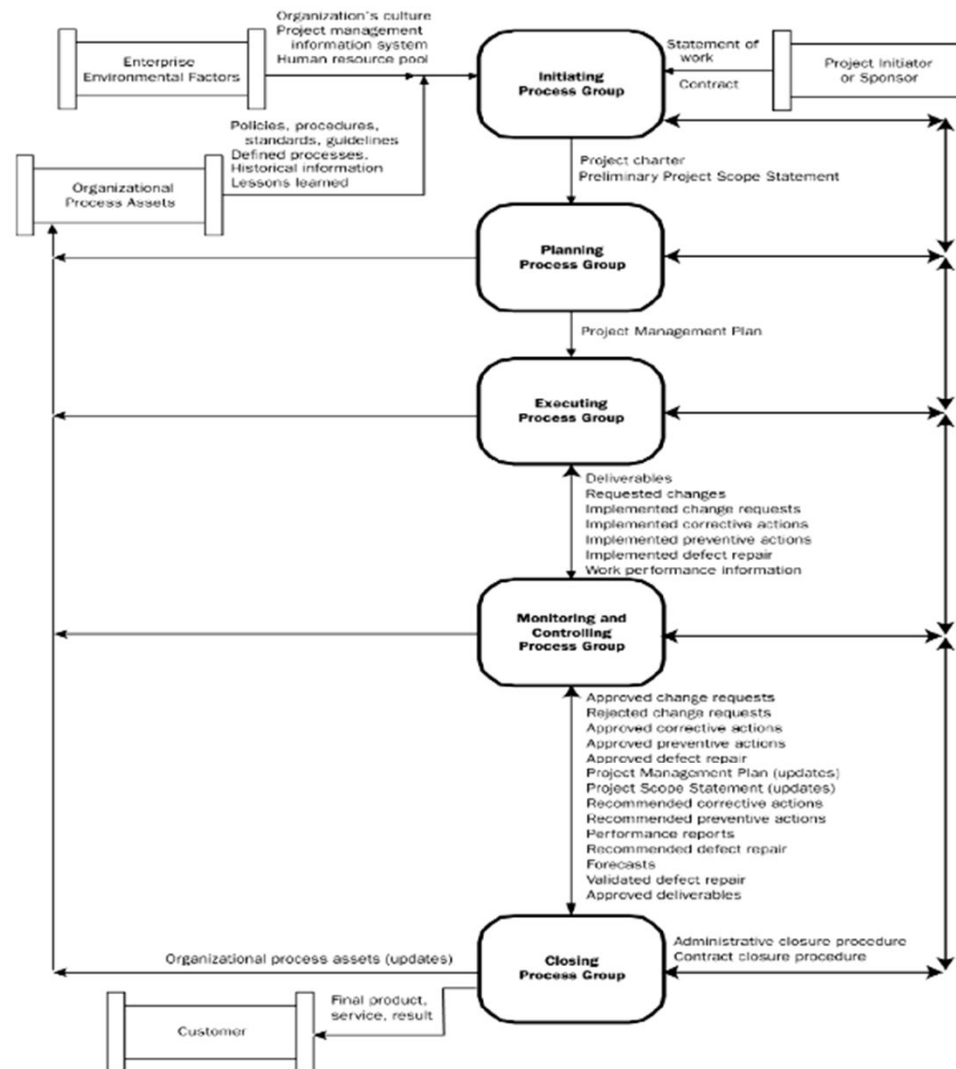 Organization's culture
Project management
information system
Human resource pool
Enterprise
Environmental Factors
Initiating
Process Group
Statement of
work
Contract
Project Initiator
or Sponsor
Policies, procedures,
standards, guidelines
Defined processes,
Historical information
Lessons learned
Organizational
Process Assets
Project charter
Preliminary Project Scope Statement
Planning
Process Group
Project Management Plan
Executing
Process Group
Deliverables
Requested changes
Implemented change requests
Implemented corrective actions
Implemented preventive actions
Implemented defect repair
Work performance information
Monitoring and
Controlling
Process Group
Approved change requests
Rejected change requests
Approved corrective actions
Approved preventive actions
Approved defect repair
Project Management Plan (updates)
Project Scope Statement (updates)
Recommended corrective actions
Recommended preventive actions
Performance reports
Recommended defect repair
Forecasts
Validated defect repair
Approved deliverables
Organizational process assets (updates)
Closing
Process Group
Administrative closure procedure
Contract closure procedure
Final product,
service, result
Customer